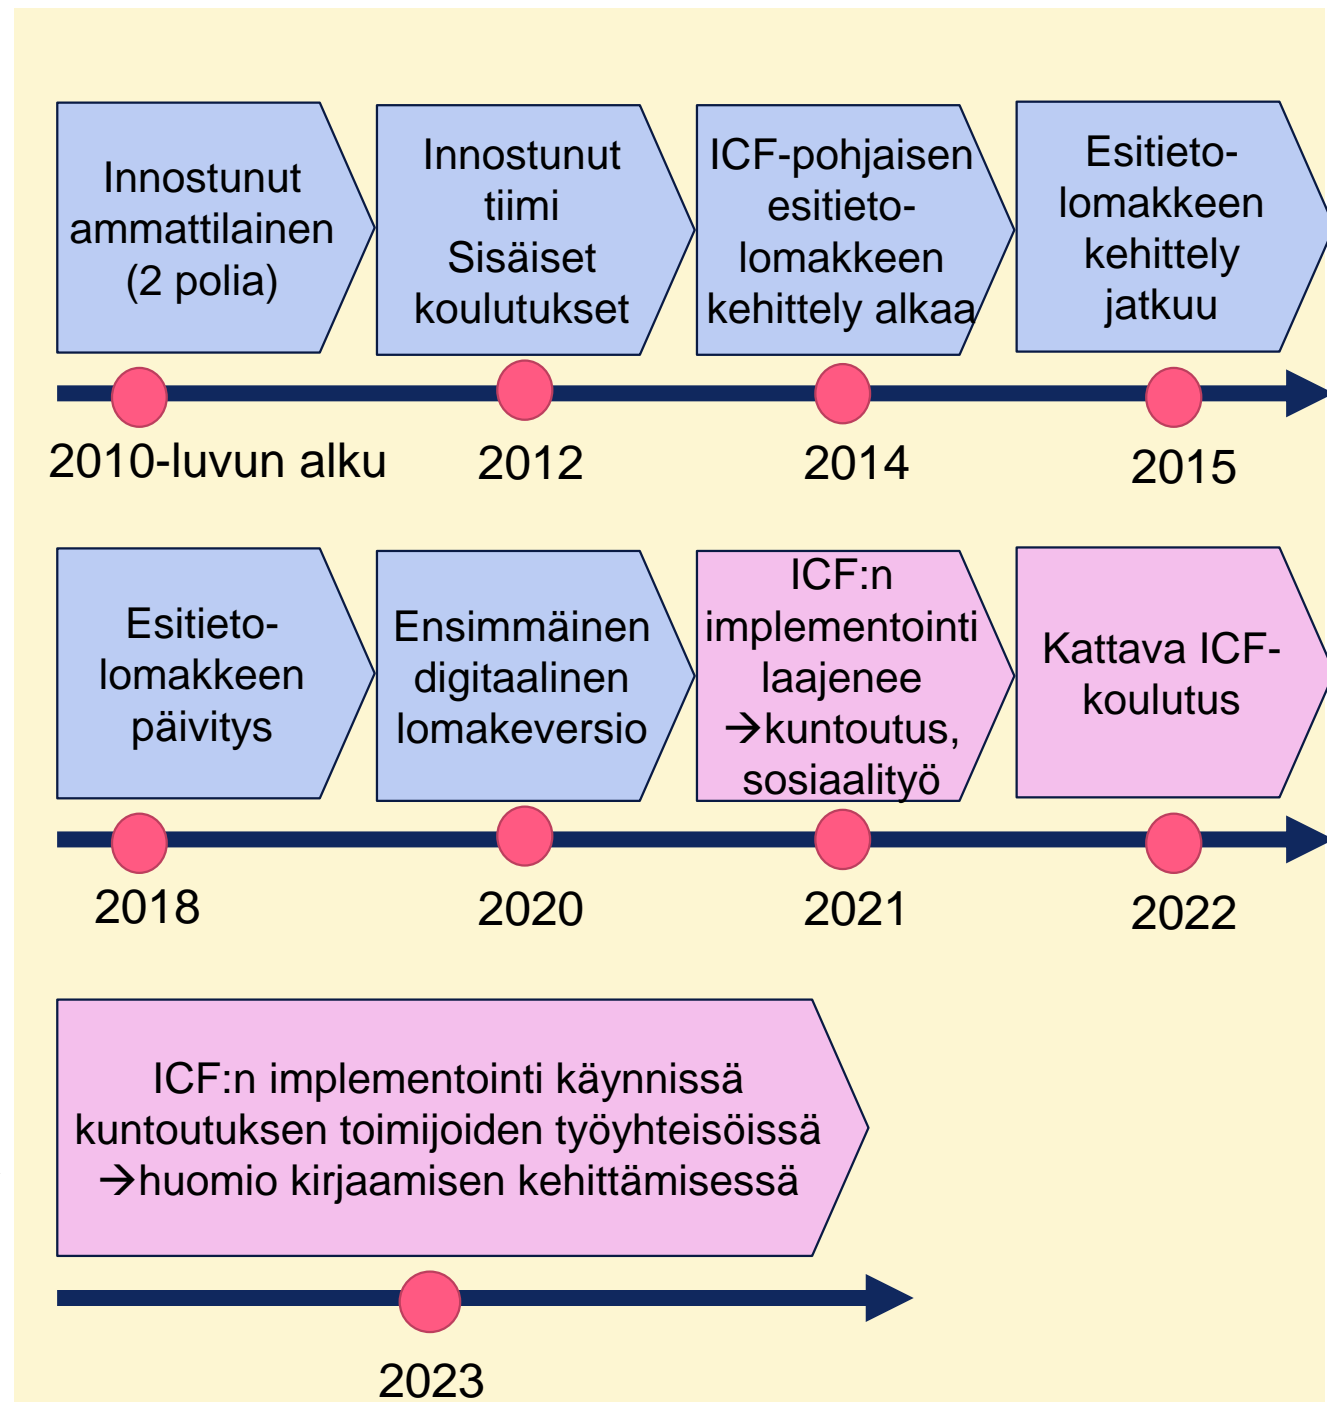 Innostunut
ammattilainen
(2 polia)
Innostunut
tiimi
Sisäiset
koulutukset
ICF-pohjaisen
esitieto-
lomakkeen
kehittely alkaa
Esitieto-
lomakkeen
kehittely
jatkuu
2010-luvun alku
2012
2014
2015
Esitieto-
lomakkeen
päivitys
Ensimmäinen
digitaalinen
lomakeversio
ICF:n
implementointi
laajenee
→kuntoutus,
sosiaalityö
Kattava ICF-
koulutus
2018
2020
2021
2022
ICF:n implementointi käynnissä
kuntoutuksen toimijoiden työyhteisöissä
→huomio kirjaamisen kehittämisessä
2023